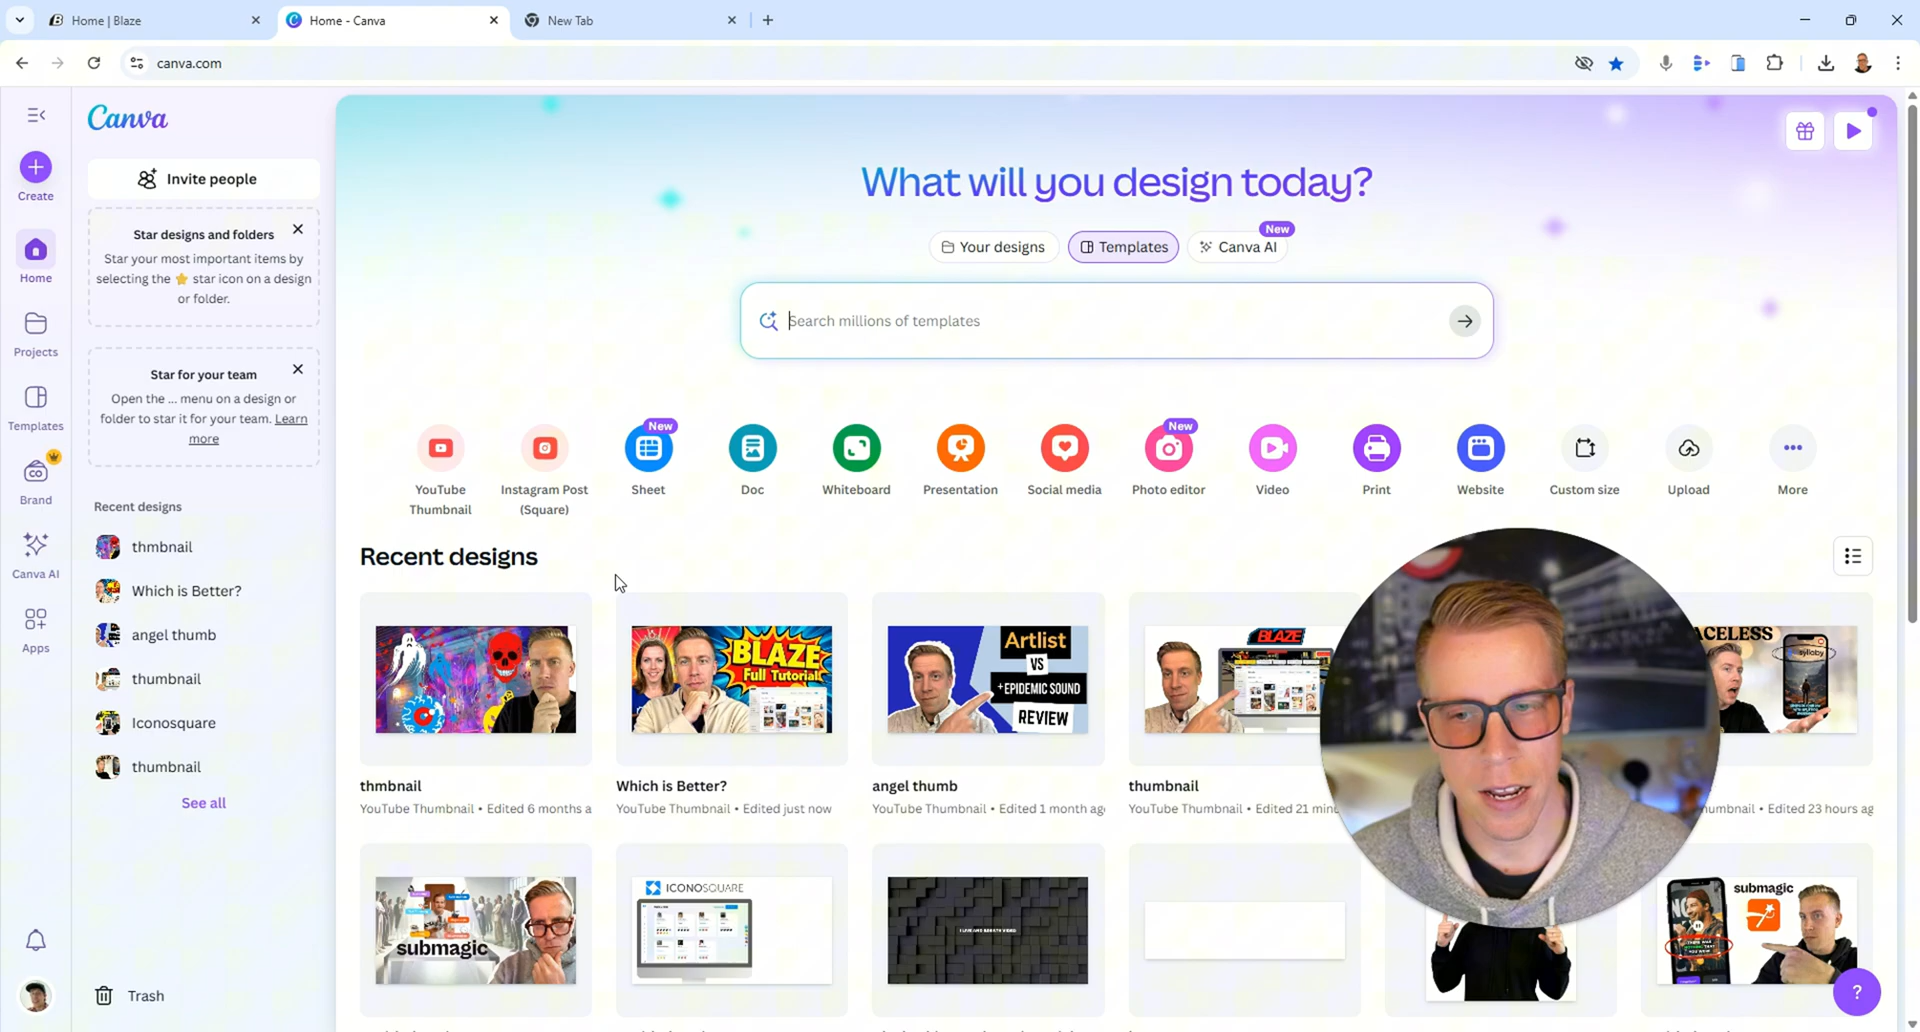 Home | Blaze
Home - Canva
New Tab
canva.com
Canva
Create
Home
Projects
Templates
Brand
Canva AI
Apps
Invite people
Star designs and folders
Star your most important items by
selecting the ⭐ star icon on a design
or folder.
Star for your team
Open the ... menu on a design or
folder to star it for your team. Learn
more
Recent designs
thmbnail
Which is Better?
angel thumb
thumbnail
Iconosquare
thumbnail
See all
Trash
What will you design today?
Your designs
Templates
Canva AI
New
Search millions of templates
YouTube
Thumbnail
Instagram Post
(Square)
New
Sheet
Doc
Whiteboard
Presentation
Social media
New
Photo editor
Video
Print
Website
Custom size
Upload
More
Recent designs
BLAZE
Full Tutorial
Artlist
VS
+EPIDEMIC SOUND
REVIEW
BLAZE
ACELESS
syllaby
thmbnail
YouTube Thumbnail • Edited 6 months a
Which is Better?
YouTube Thumbnail • Edited just now
angel thumb
YouTube Thumbnail • Edited 1 month ag
thumbnail
YouTube Thumbnail • Edited 21 min
umbnail • Edited 23 hours ag
submagic
ICONOSQUARE
I LIVE AND BREATH VIDEO
submagic
?